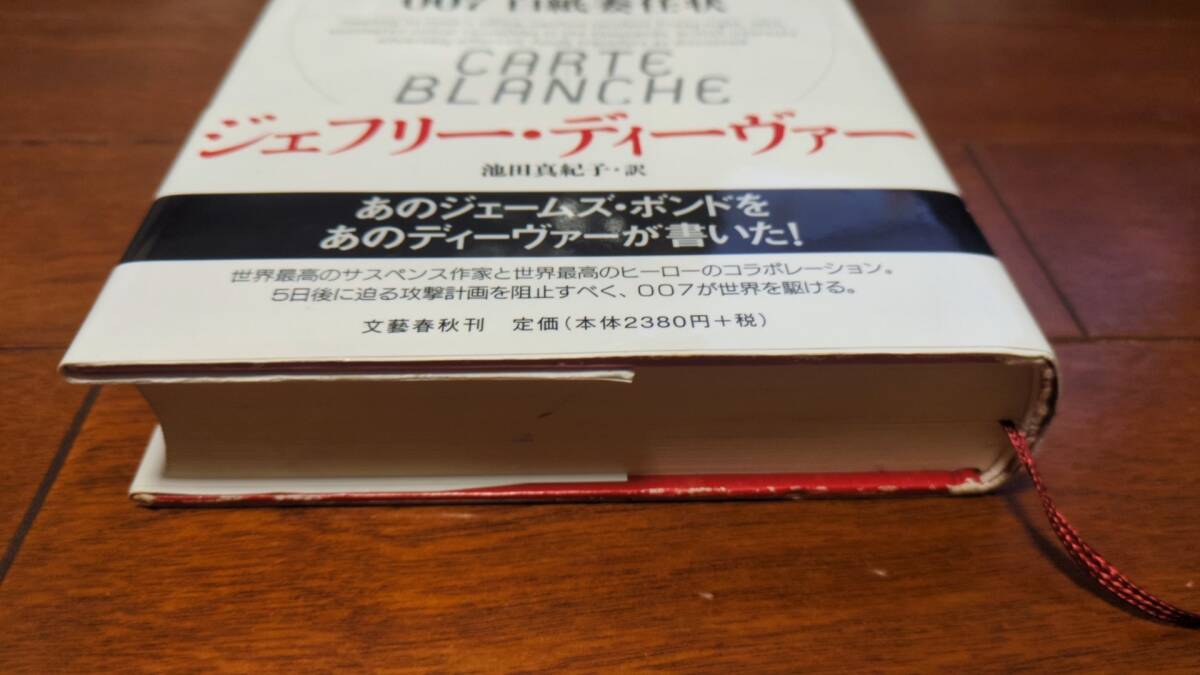 007 白紙委任状
CARTE
BLANCHE
ジェフリー・ディーヴァー
池田真紀子・訳
あのジェームズ・ボンドを
あのディーヴァーが書いた!
世界最高のサスペンス作家と世界最高のヒーローのコラボレーション。
5日後に迫る攻撃計画を阻止すべく、007が世界を駆ける。
文藝春秋刊 定価(本体2380円+税)